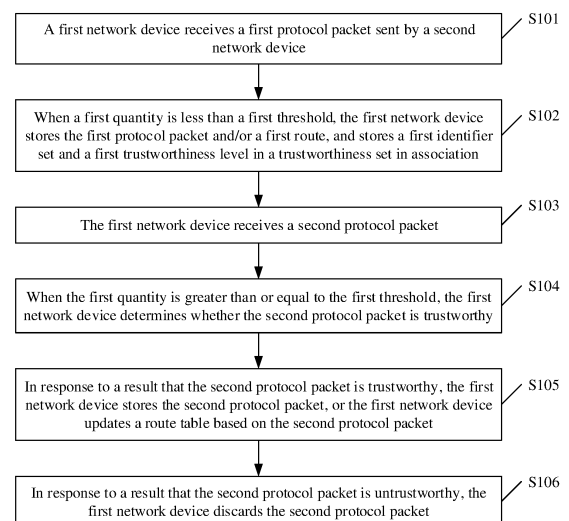 S101
A first network device receives a first protocol packet sent by a second
network device
S102
When a first quantity is less than a first threshold, the first network device
stores the first protocol packet and/or a first route, and stores a first identifier
set and a first trustworthiness level in a trustworthiness set in association
S103
The first network device receives a second protocol packet
S104
When the first quantity is greater than or equal to the first threshold, the first
network device determines whether the second protocol packet is trustworthy
S105
In response to a result that the second protocol packet is trustworthy, the first
network device stores the second protocol packet, or the first network device
updates a route table based on the second protocol packet
S106
In response to a result that the second protocol packet is untrustworthy, the
first network device discards the second protocol packet